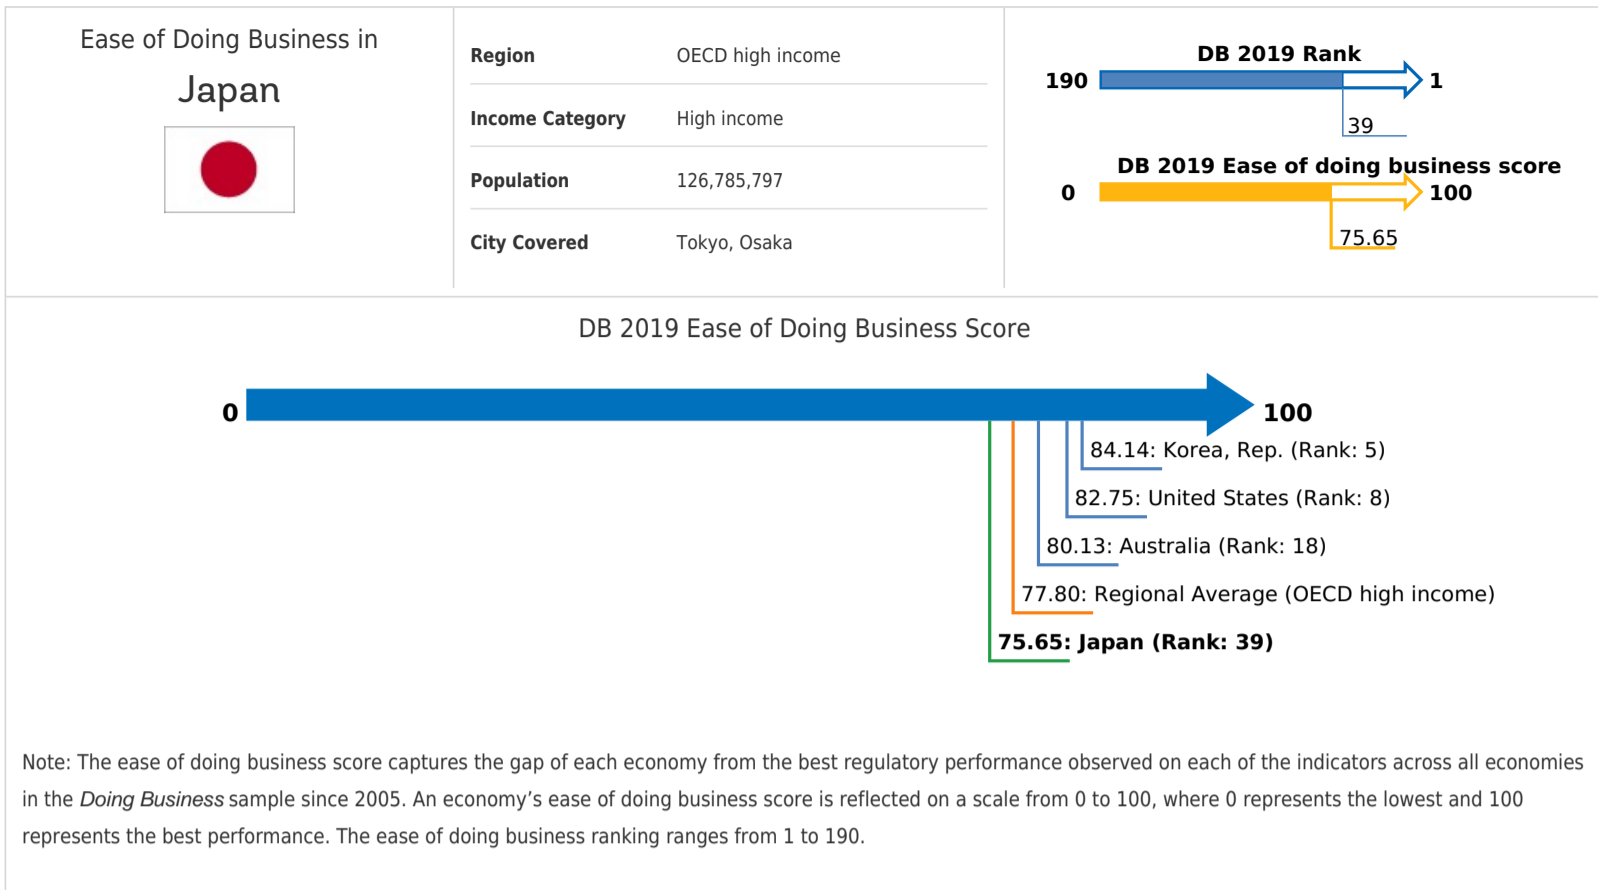 Ease of Doing Business in
Japan
Region OECD high income
Income Category High income
Population 126,785,797
City Covered Tokyo, Osaka
DB 2019 Rank
190 1
39
DB 2019 Ease of doing business score
0 100
75.65
DB 2019 Ease of Doing Business Score
0 100
84.14: Korea, Rep. (Rank: 5)
82.75: United States (Rank: 8)
80.13: Australia (Rank: 18)
77.80: Regional Average (OECD high income)
75.65: Japan (Rank: 39)
Note: The ease of doing business score captures the gap of each economy from the best regulatory performance observed on each of the indicators across all economies
in the Doing Business sample since 2005. An economy’s ease of doing business score is reflected on a scale from 0 to 100, where 0 represents the lowest and 100
represents the best performance. The ease of doing business ranking ranges from 1 to 190.